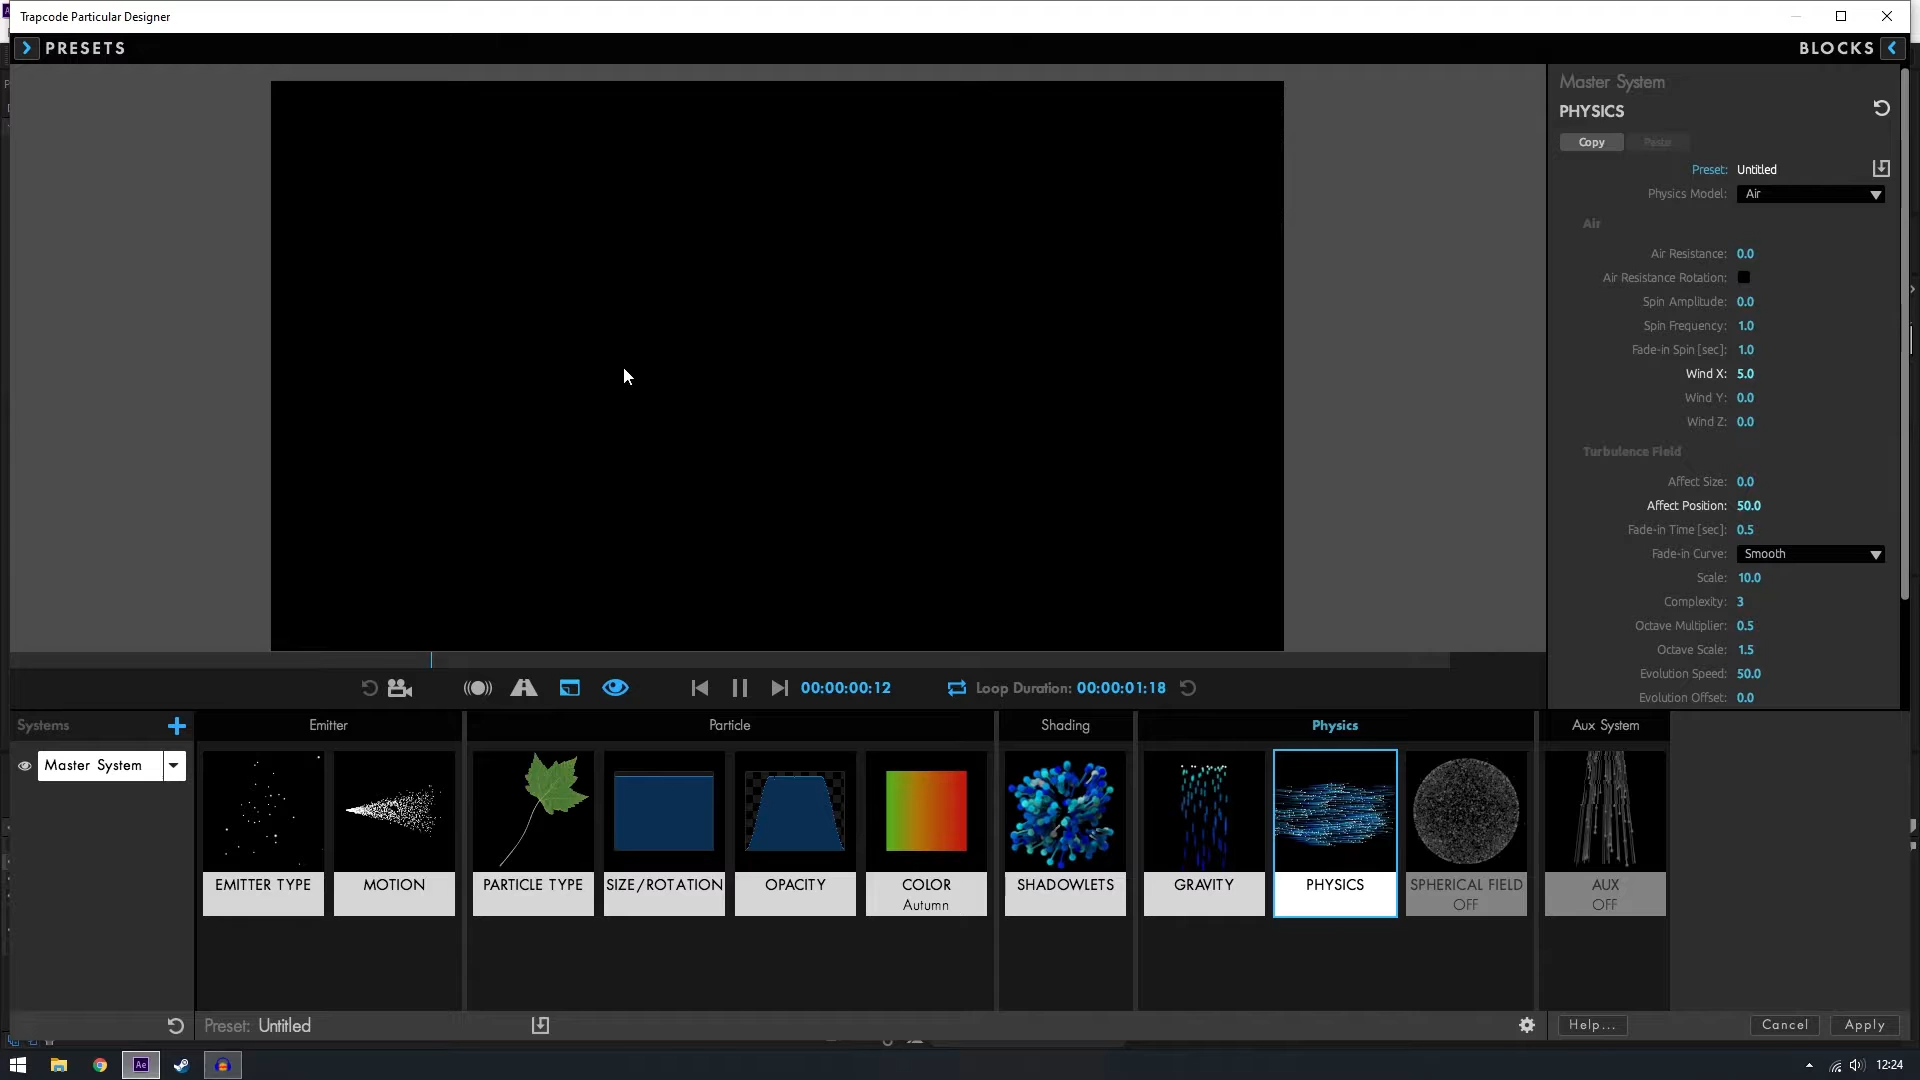 Trapcode Particular Designer
PRESETS
BLOCKS
Master System
PHYSICS
Copy
Paste
Preset: Untitled
Physics Model: Air
Air
Air Resistance: 0.0
Air Resistance Rotation:
Spin Amplitude: 0.0
Spin Frequency: 1.0
Fade-in Spin [sec]: 1.0
Wind X: 5.0
Wind Y: 0.0
Wind Z: 0.0
Turbulence Field
Affect Size: 0.0
Affect Position: 50.0
Fade-in Time [sec]: 0.5
Fade-in Curve: Smooth
Scale: 10.0
Complexity: 3
Octave Multiplier: 0.5
Octave Scale: 1.5
Evolution Speed: 50.0
Evolution Offset: 0.0
00:00:00:12
Loop Duration: 00:00:01:18
Systems
Emitter
Particle
Shading
Physics
Aux System
Master System
EMITTER TYPE
MOTION
PARTICLE TYPE
SIZE/ROTATION
OPACITY
COLOR
Autumn
SHADOWLETS
GRAVITY
PHYSICS
SPHERICAL FIELD
OFF
AUX
OFF
Preset: Untitled
Help...
Cancel
Apply
Ae
12:24